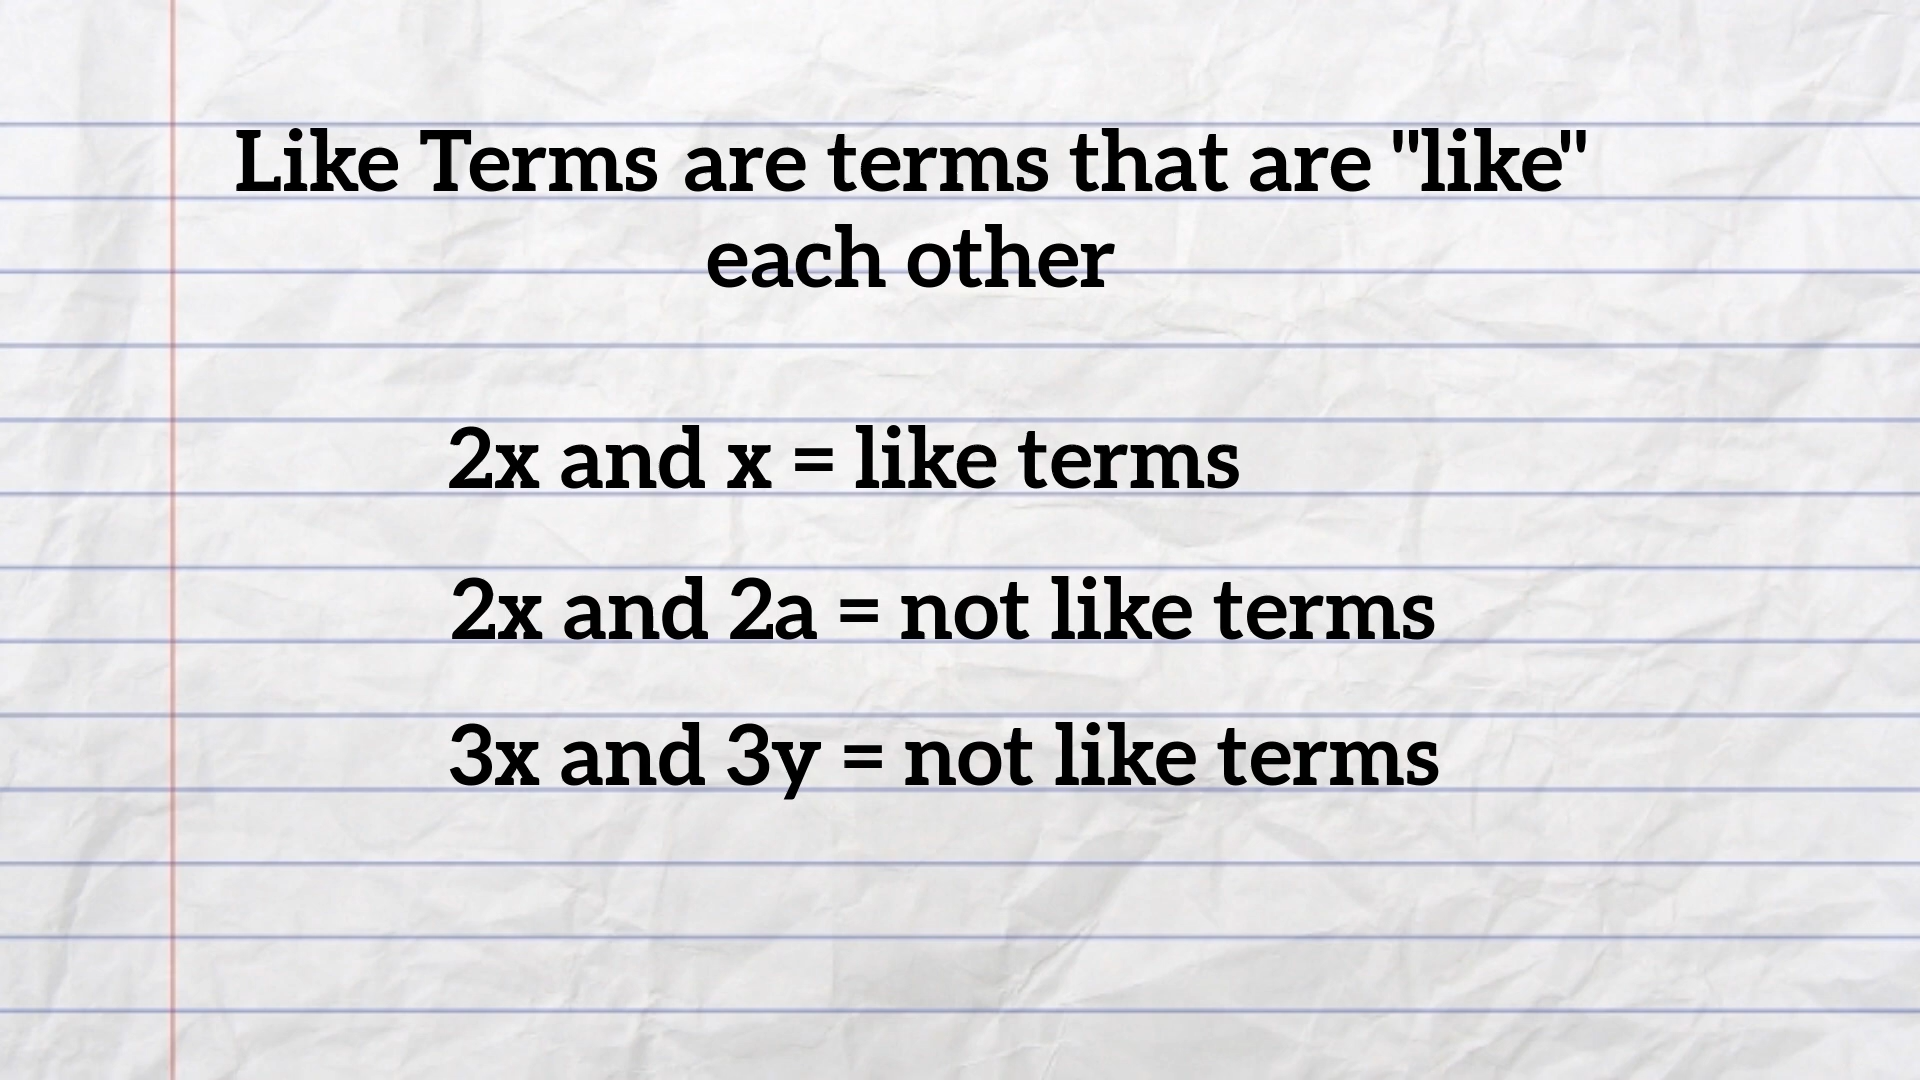 Like Terms are terms that are "like"
each other
2x and x = like terms
2x and 2a = not like terms
3x and 3y = not like terms